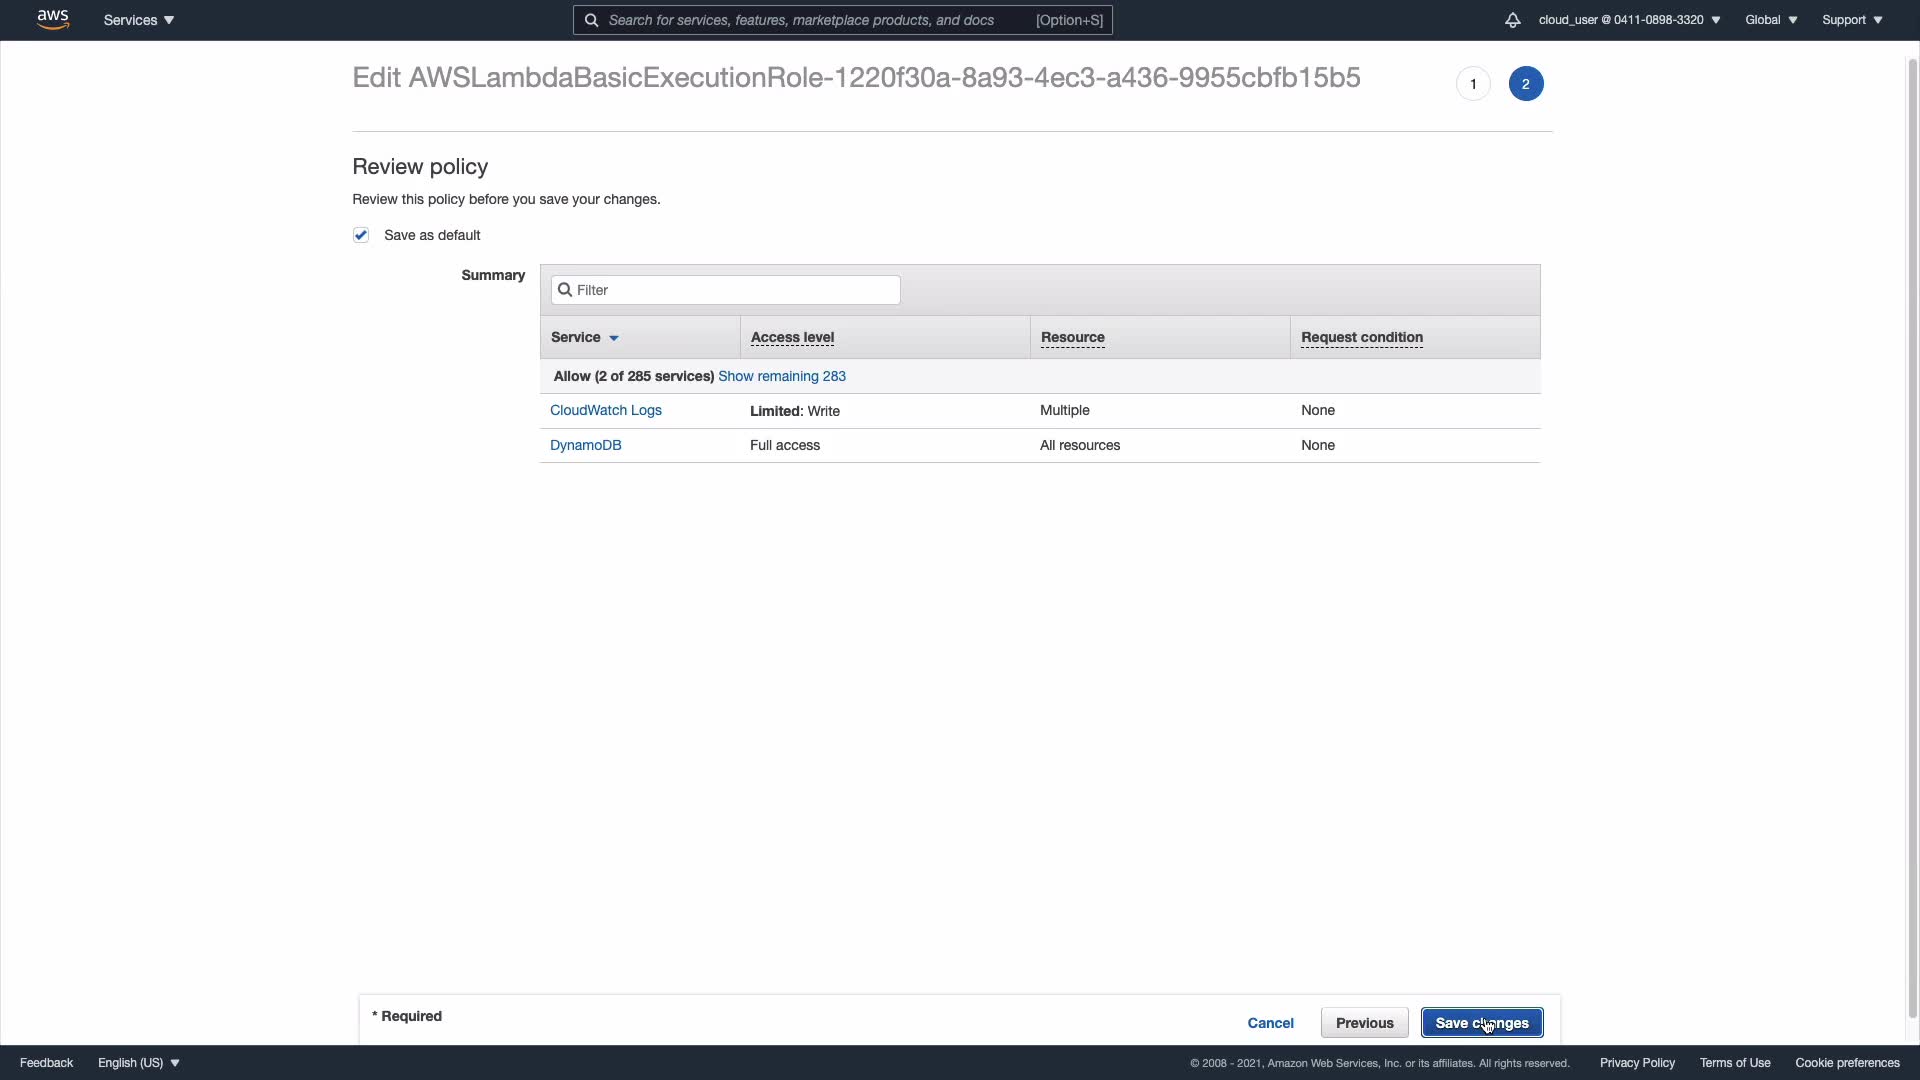 aws
Services
Search for services, features, marketplace products, and docs [Option+S]
cloud_user @ 0411-0898-3320
Global
Support
Edit AWSLambdaBasicExecutionRole-1220f30a-8a93-4ec3-a436-9955cbfb15b5
1
2
Review policy
Review this policy before you save your changes.
Save as default
Summary
Filter
Service Access level Resource Request condition
Allow (2 of 285 services) Show remaining 283
CloudWatch Logs Limited: Write Multiple None
DynamoDB Full access All resources None
* Required
Cancel
Previous
Save changes
Feedback
English (US)
© 2008 - 2021, Amazon Web Services, Inc. or its affiliates. All rights reserved.
Privacy Policy
Terms of Use
Cookie preferences